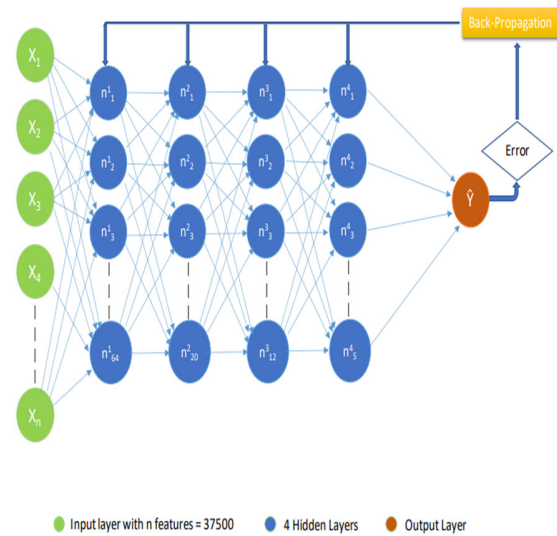 Back-Propagation
X1 n¹1 n²1 n³1 n⁴1
X2 n¹2 n²2 n³2 n⁴2
Error
X3 n¹3 n²3 n³3 n⁴3
Ŷ
X4
n¹64 n²20 n³12 n⁴5
Xn
Input layer with n features = 37500 4 Hidden Layers Output Layer